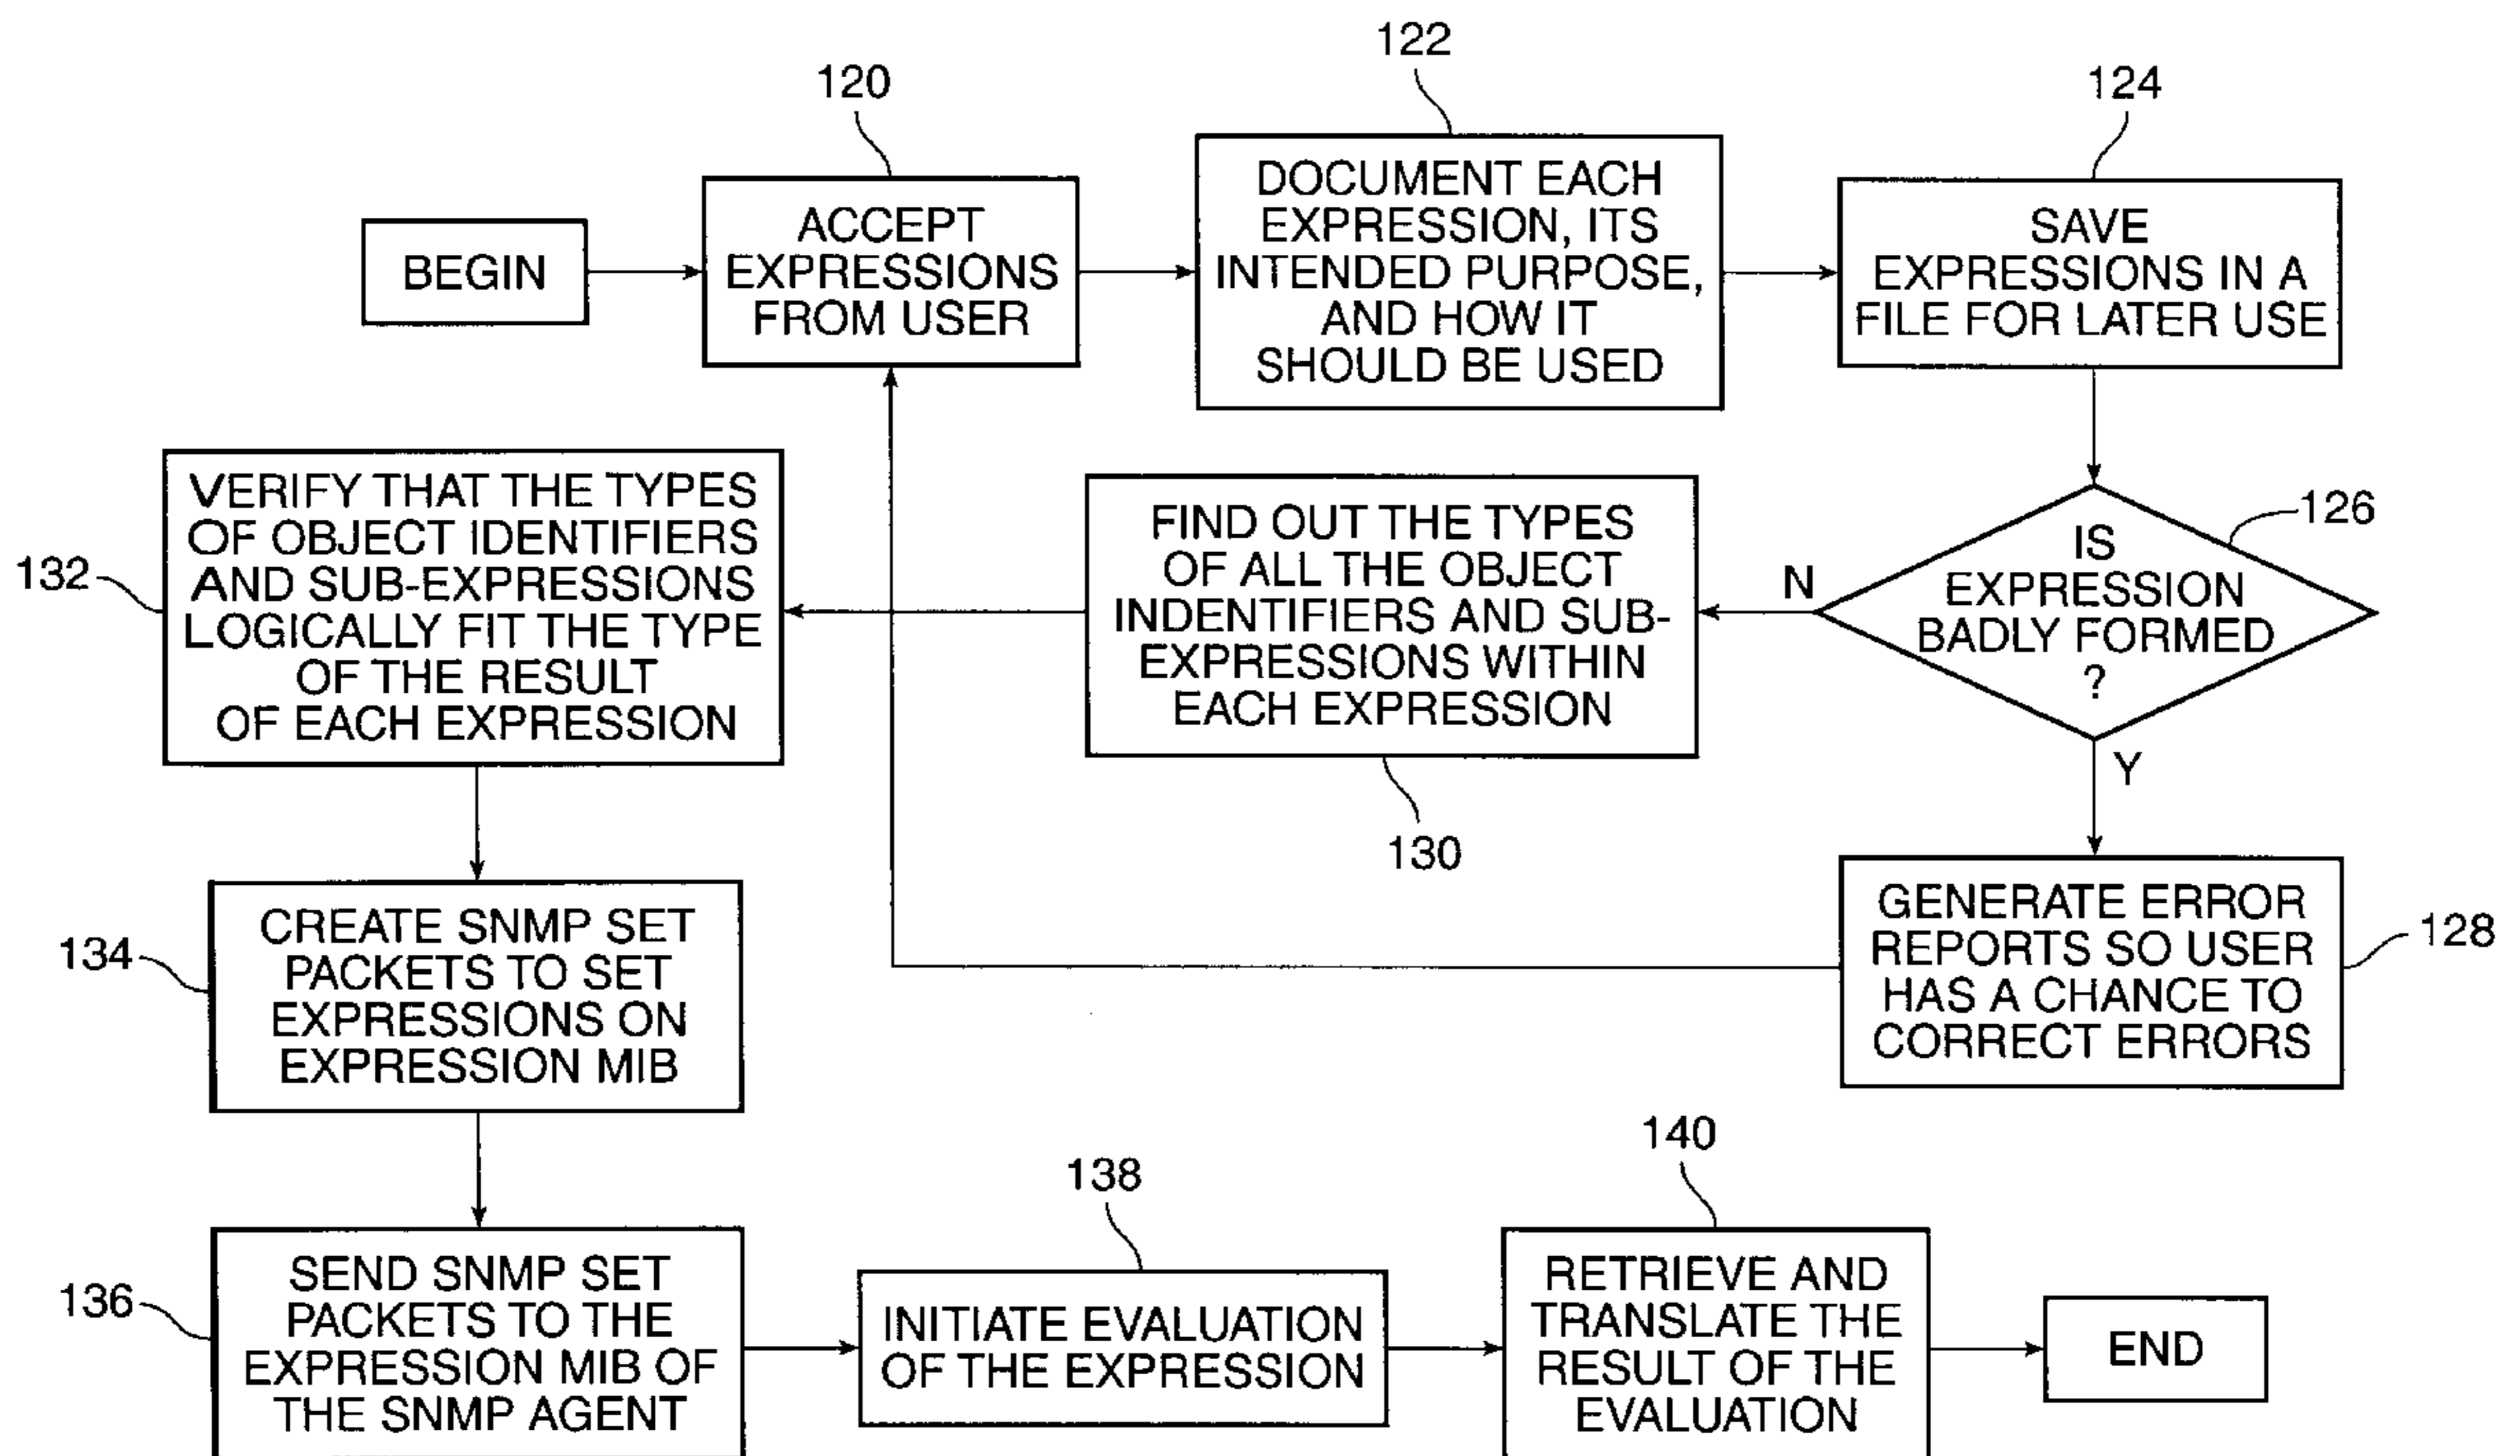 122
120
124
BEGIN
ACCEPT
EXPRESSIONS
FROM USER
DOCUMENT EACH
EXPRESSION, ITS
INTENDED PURPOSE,
AND HOW IT
SHOULD BE USED
SAVE
EXPRESSIONS IN A
FILE FOR LATER USE
126
IS
EXPRESSION
BADLY FORMED
?
N
Y
FIND OUT THE TYPES
OF ALL THE OBJECT
INDENTIFIERS AND SUB-
EXPRESSIONS WITHIN
EACH EXPRESSION
130
132
VERIFY THAT THE TYPES
OF OBJECT IDENTIFIERS
AND SUB-EXPRESSIONS
LOGICALLY FIT THE TYPE
OF THE RESULT
OF EACH EXPRESSION
GENERATE ERROR
REPORTS SO USER
HAS A CHANCE TO
CORRECT ERRORS
128
134
CREATE SNMP SET
PACKETS TO SET
EXPRESSIONS ON
EXPRESSION MIB
136
SEND SNMP SET
PACKETS TO THE
EXPRESSION MIB OF
THE SNMP AGENT
138
INITIATE EVALUATION
OF THE EXPRESSION
140
RETRIEVE AND
TRANSLATE THE
RESULT OF THE
EVALUATION
END